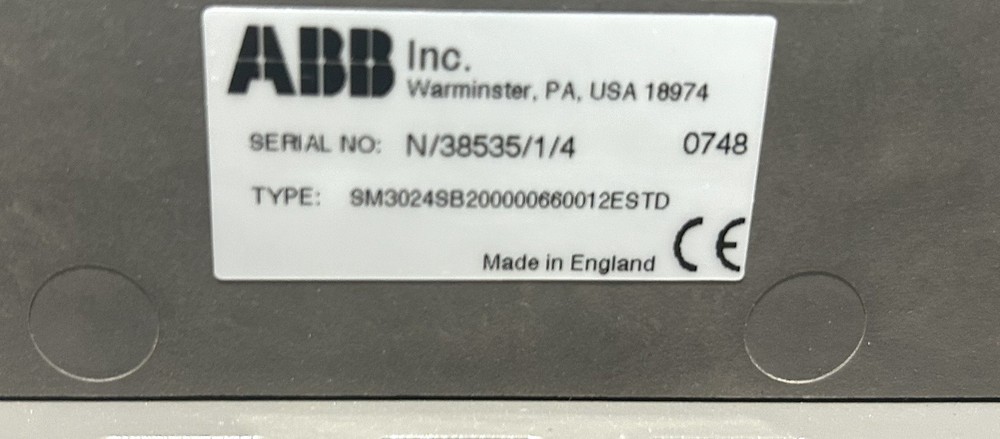 ABB Inc.
Warminster, PA, USA 18974
SERIAL NO: N/38535/1/4 0748
TYPE: SM3024SB200000660012ESTD
Made in England CE